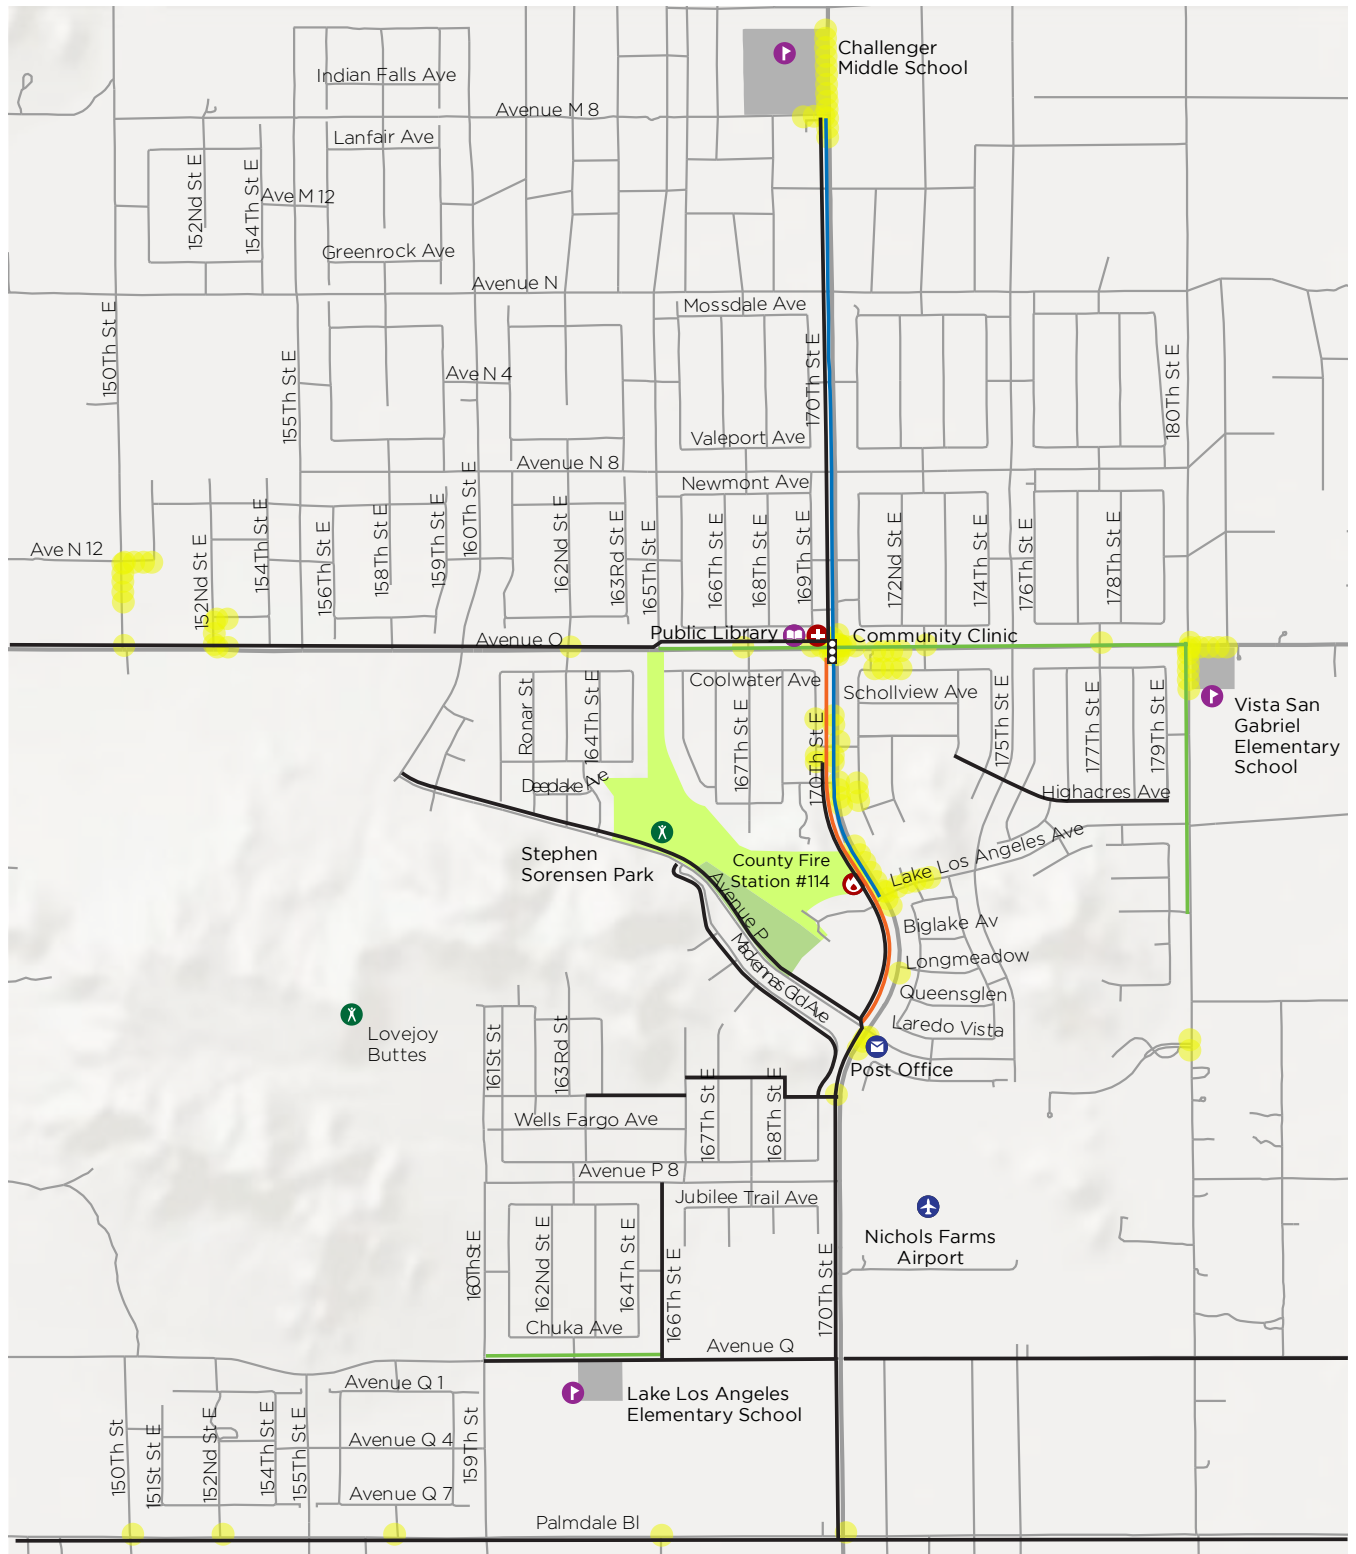 Challenger
Middle School
Indian Falls Ave
Avenue M 8
Lanfair Ave
152Nd St E
154Th St E
Ave M 12
Greenrock Ave
Avenue N
150Th St E
Mossdale Ave
155Th St E
Ave N 4
170Th St E
180Th St E
Valeport Ave
Avenue N 8
160Th St E
Newmont Ave
Ave N 12
152Nd St E
154Th St E
156Th St E
158Th St E
159Th St E
162Nd St E
163Rd St E
165Th St E
166Th St E
168Th St E
169Th St E
172Nd St E
174Th St E
176Th St E
178Th St E
Avenue O
Public Library
Community Clinic
Ronar St
164Th St E
Coolwater Ave
167Th St E
170Th St E
Schollview Ave
175Th St E
177Th St E
179Th St E
Vista San
Gabriel
Elementary
School
Deeplake Ave
Highacres Ave
Stephen
Sorensen Park
County Fire
Station #114
Lake Los Angeles Ave
Avenue P
Biglake Av
Mackennas Gld Ave
Longmeadow
Queensglen
Laredo Vista
Lovejoy
Buttes
161St St
163Rd St
Post Office
Wells Fargo Ave
167Th St E
168Th St E
Avenue P 8
Jubilee Trail Ave
Nichols Farms
Airport
160Th St E
162Nd St E
164Th St E
166Th St E
170Th St E
Chuka Ave
Avenue Q
Avenue Q 1
Lake Los Angeles
Elementary School
150Th St
151St St E
152Nd St E
154Th St E
155Th St E
Avenue Q 4
159Th St
Avenue Q 7
Palmdale Bl